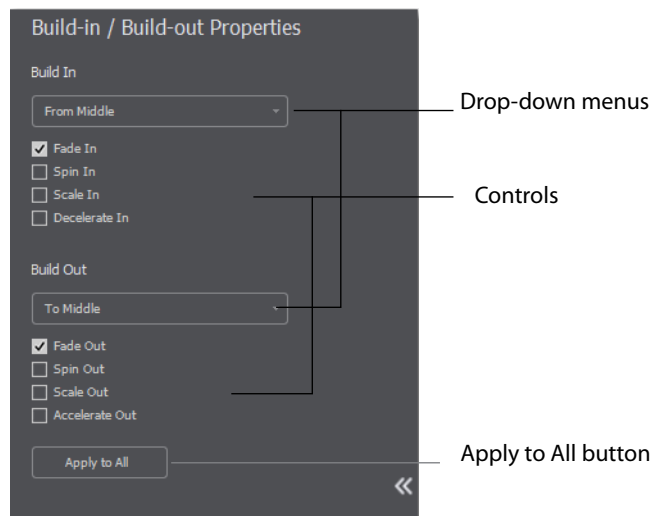 Build-in / Build-out Properties
Build In
From Middle
Drop-down menus
Fade In
Spin In
Scale In
Controls
Decelerate In
Build Out
To Middle
Fade Out
Spin Out
Scale Out
Accelerate Out
Apply to All
Apply to All button